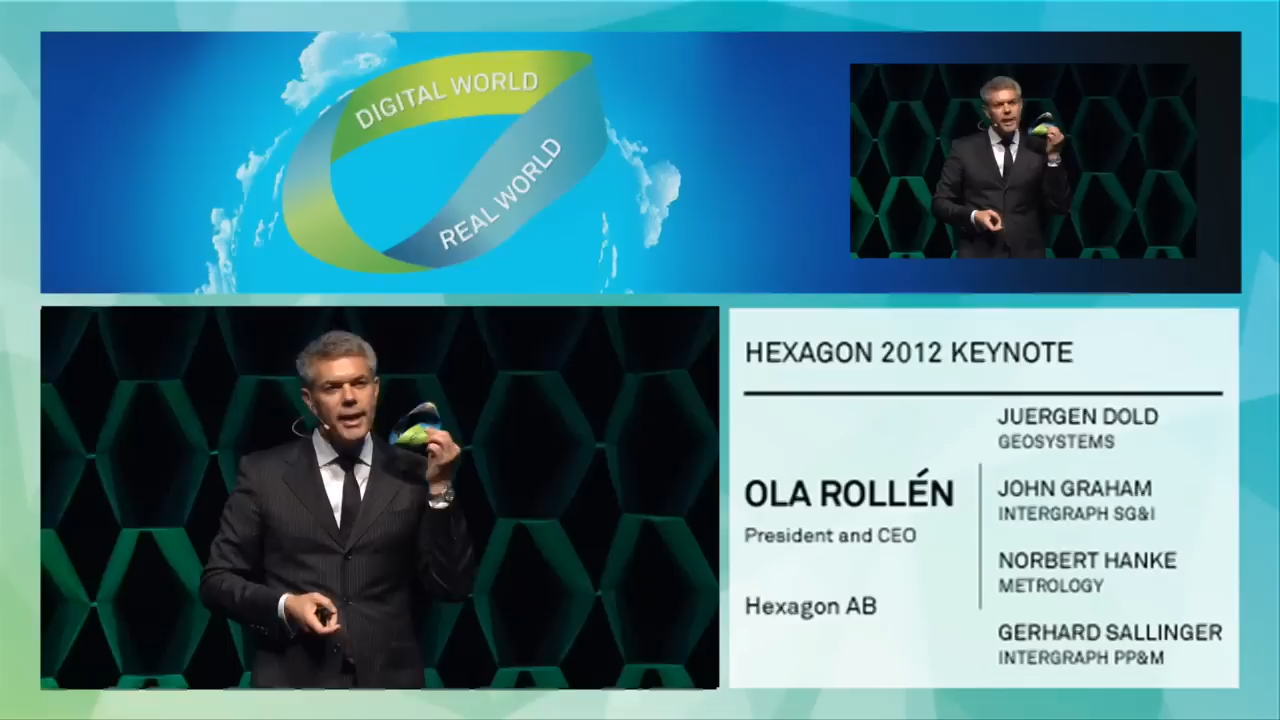 DIGITAL WORLD
REAL WORLD
HEXAGON 2012 KEYNOTE
OLA ROLLÉN
President and CEO
Hexagon AB
JUERGEN DOLD
GEOSYSTEMS
JOHN GRAHAM
INTERGRAPH SG&I
NORBERT HANKE
METROLOGY
GERHARD SALLINGER
INTERGRAPH PP&M